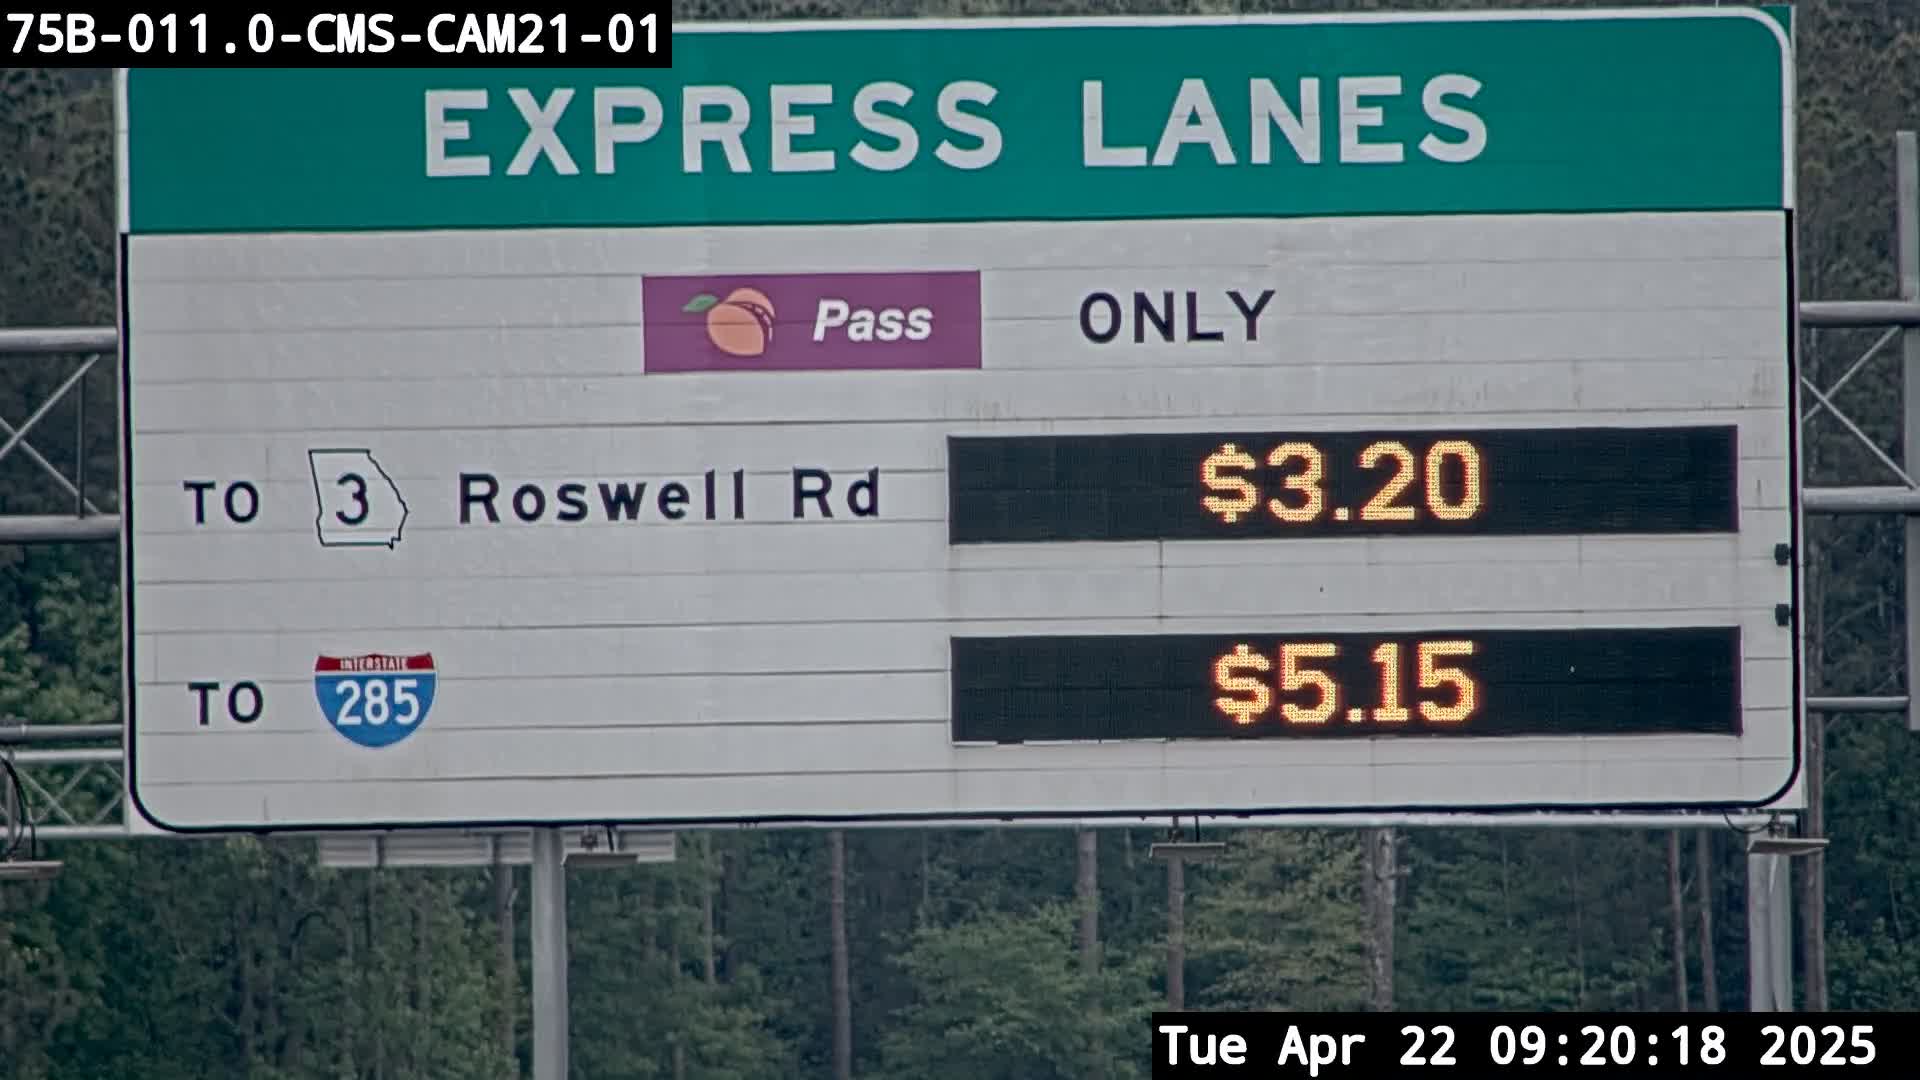 75B-011.0-CMS-CAM21-01
EXPRESS LANES
Pass ONLY
TO 3 Roswell Rd $3.20
INTERSTATE
TO 285 $5.15
Tue Apr 22 09:20:18 2025